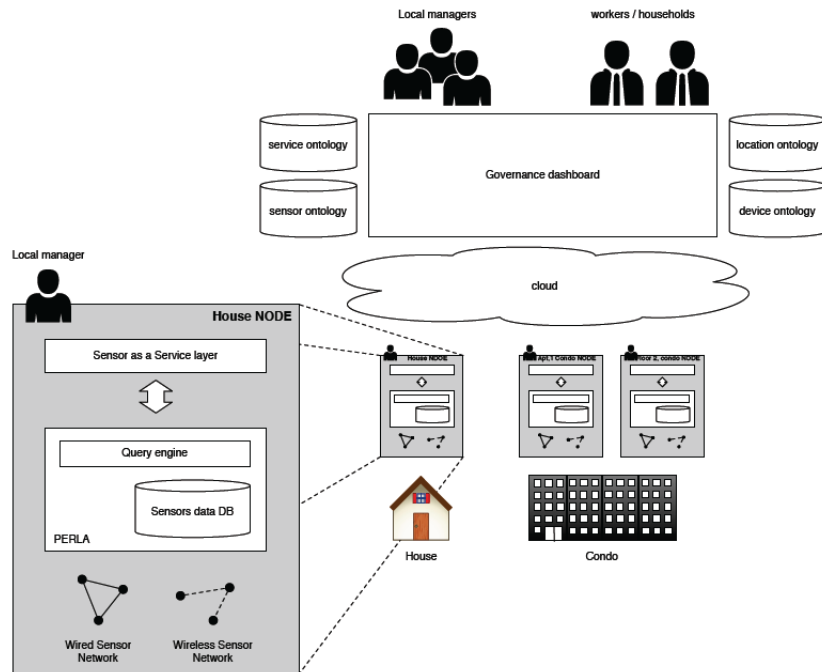 Local managers
workers / households
service ontology
location ontology
Governance dashboard
sensor ontology
device ontology
Local manager
cloud
House NODE
Sensor as a Service layer
House NODE
Apt,1 Condo NODE
Floor 2, condo NODE
Query engine
Sensors data DB
PERLA
House
Condo
Wired Sensor
Network
Wireless Sensor
Network